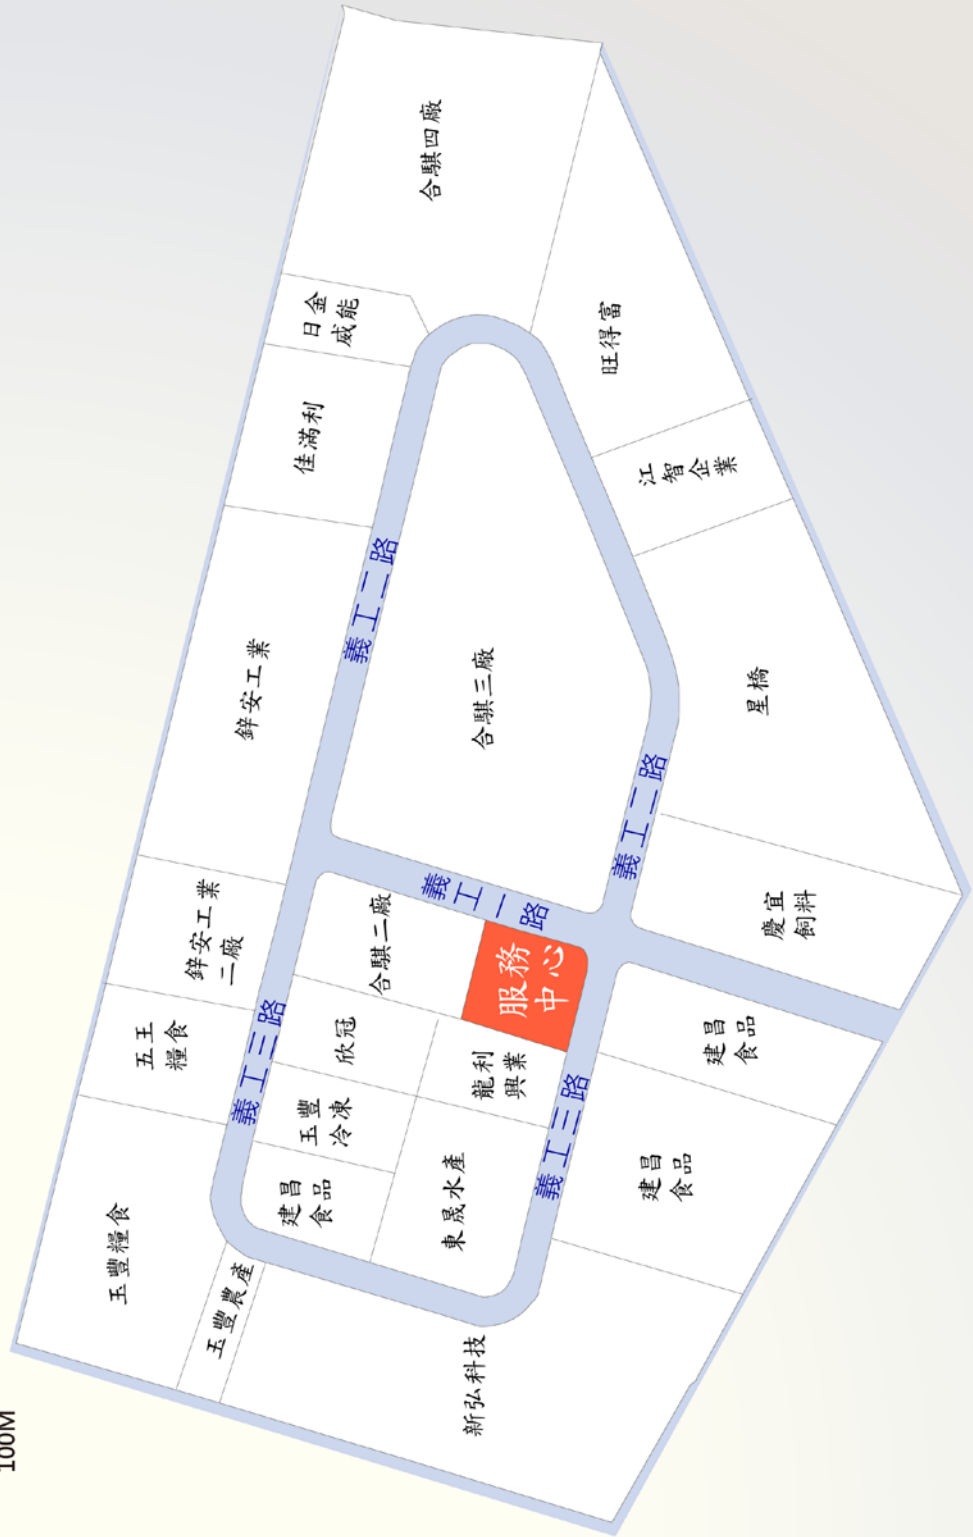 合騏四廠
日金
威能
旺得富
佳滿利
江
智企
業
義工二路
鋅安工業
合騏三廠
星橋
義工二路
義工一路
鋅安工業
二廠
合騏二廠
服務
中心
慶宜
飼料
五王
糧食
義工三路
欣冠
龍利
興業
建昌
食品
玉豐
冷凍
義工三路
建昌
食品
東晟水產
建昌
食品
玉豐糧食
玉豐農產
新弘科技
100M